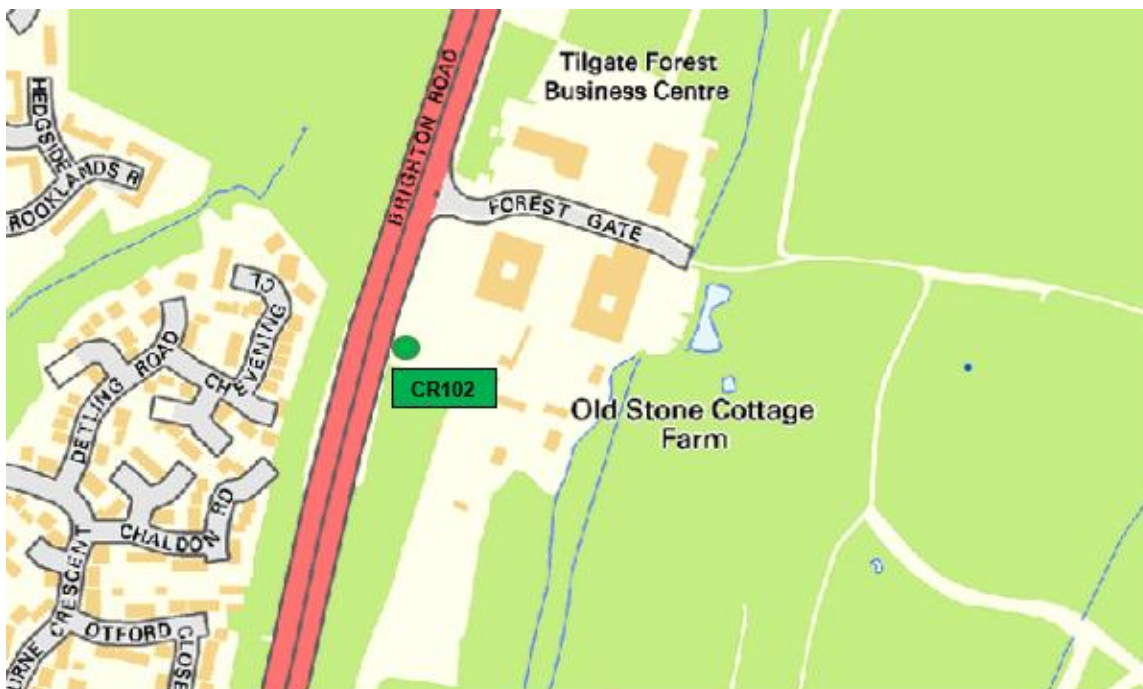 HEDGSIDE
ROOKLANDS R
BRIGHTON ROAD
Tilgate Forest
Business Centre
FOREST GATE
CHEVENING CL
DETLING ROAD
CR102
Old Stone Cottage
Farm
CHALDON RD
URNE CRESCENT
OTFORD CLOSE